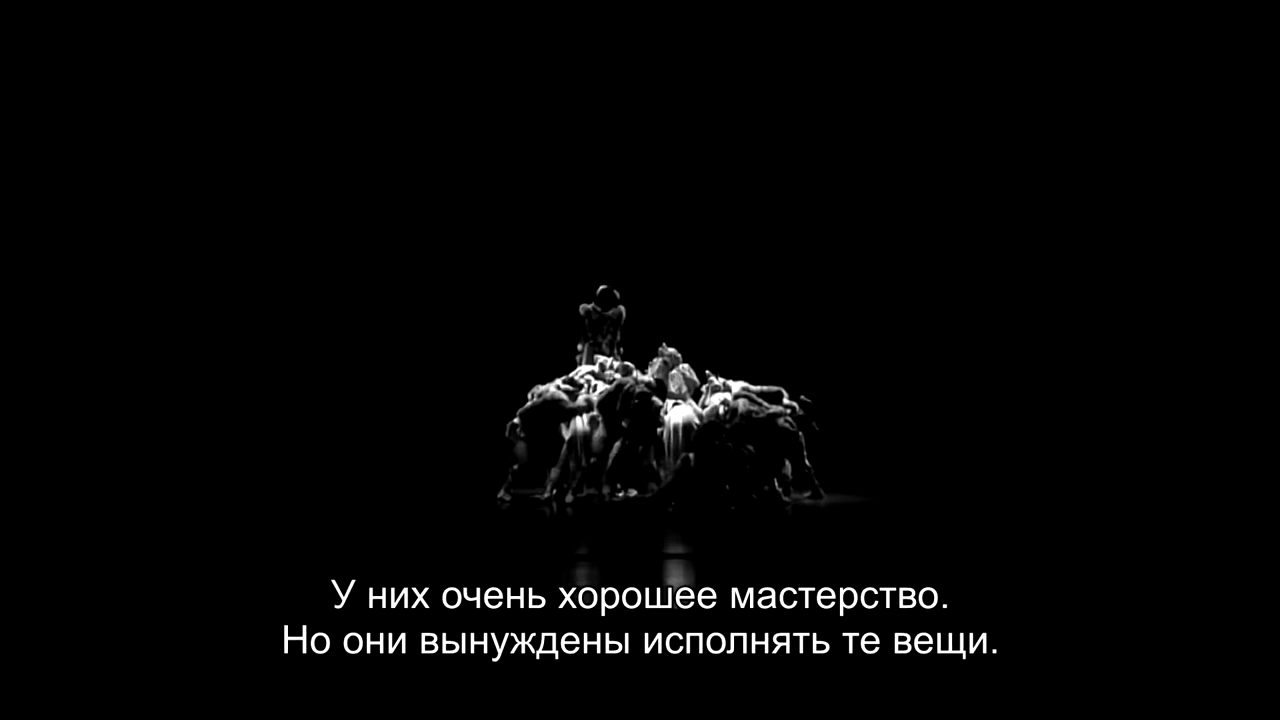 У них очень хорошее мастерство.
Но они вынуждены исполнять те вещи.